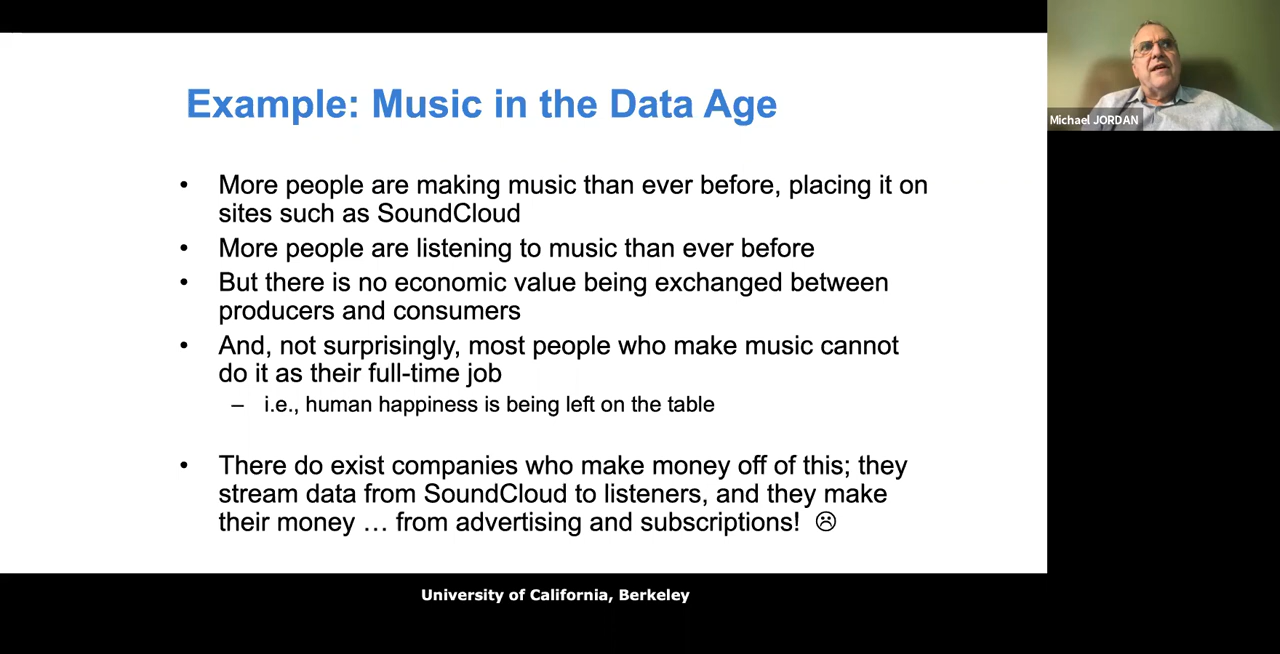 Example: Music in the Data Age
• More people are making music than ever before, placing it on
sites such as SoundCloud
• More people are listening to music than ever before
• But there is no economic value being exchanged between
producers and consumers
• And, not surprisingly, most people who make music cannot
do it as their full-time job
– i.e., human happiness is being left on the table
• There do exist companies who make money off of this; they
stream data from SoundCloud to listeners, and they make
their money … from advertising and subscriptions! ☹
Michael JORDAN
University of California, Berkeley